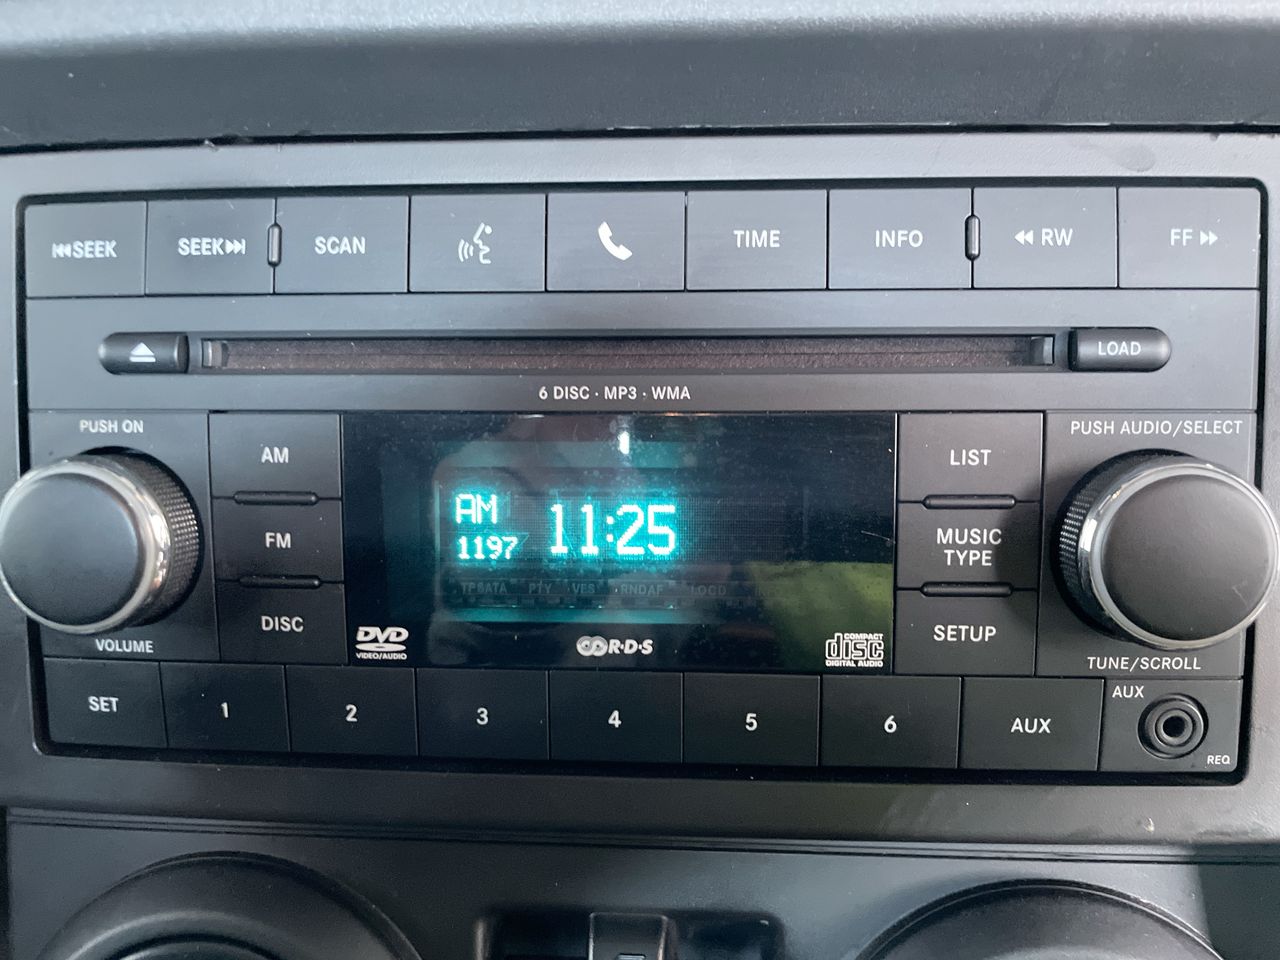 SEEK
SEEK
SCAN
TIME
INFO
RW
FF
LOAD
6 DISC · MP3 · WMA
PUSH ON
VOLUME
AM
FM
DISC
AM
1197
11:25
PTY
VES
DVD
VIDEO/AUDIO
R·D·S
COMPACT
disc
DIGITAL AUDIO
LIST
MUSIC
TYPE
SETUP
PUSH AUDIO/SELECT
TUNE/SCROLL
SET
1
2
3
4
5
6
AUX
AUX
REQ